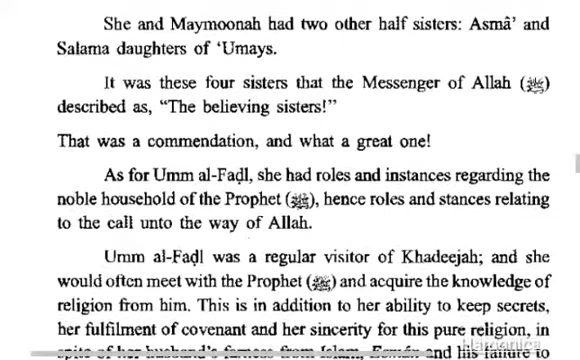 She and Maymoonah had two other half sisters: Asmâ' and
Salama daughters of ‘Umays.
It was these four sisters that the Messenger of Allah (ﷺ)
described as, “The believing sisters!”
That was a commendation, and what a great one!
As for Umm al-Faḍl, she had roles and instances regarding the
noble household of the Prophet (ﷺ), hence roles and stances relating
to the call unto the way of Allah.
Umm al-Faḍl was a regular visitor of Khadeejah; and she
would often meet with the Prophet (ﷺ) and acquire the knowledge of
religion from him. This is in addition to her ability to keep secrets,
her fulfilment of covenant and her sincerity for this pure religion, in
spite of her husband's from Islam, and his failure to